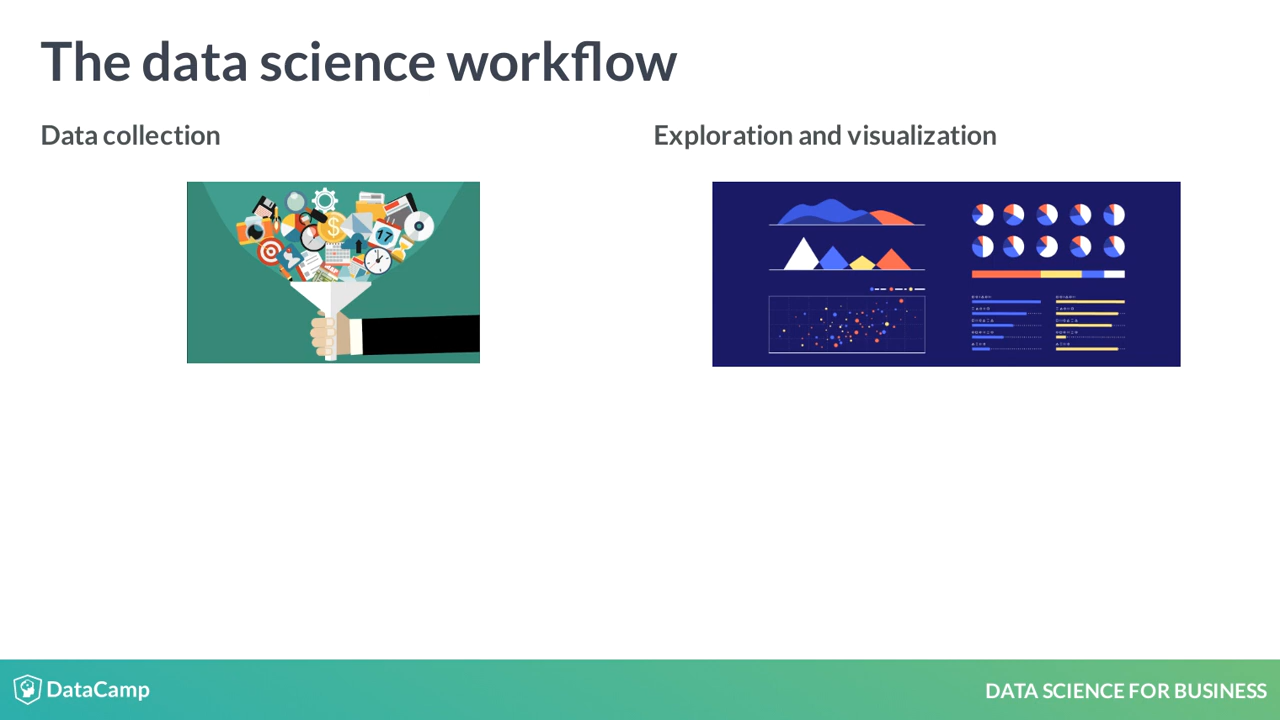 The data science workflow
Data collection
Exploration and visualization
17
DataCamp
DATA SCIENCE FOR BUSINESS